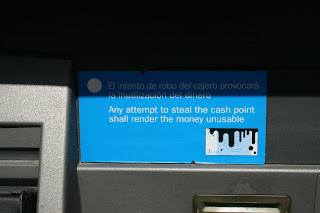 El intento de robo del cajero provocará
la inutilización del dinero
Any attempt to steal the cash point
shall render the money unusable